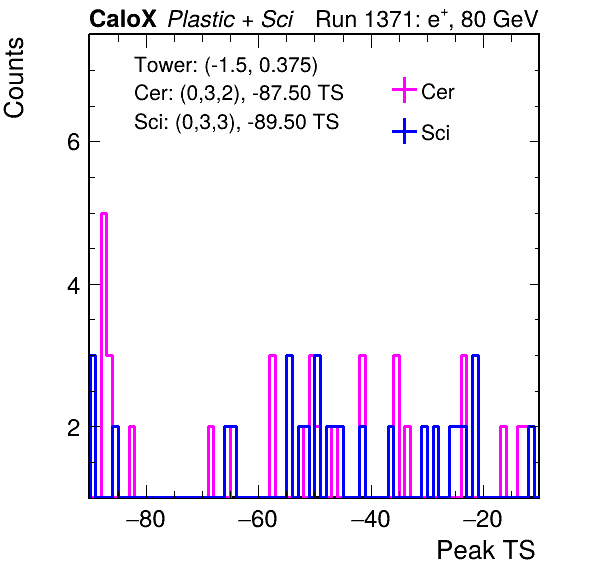 CaloX Plastic + Sci Run 1371: e⁺, 80 GeV
Counts
Tower: (-1.5, 0.375)
Cer: (0,3,2), -87.50 TS
Sci: (0,3,3), -89.50 TS
Cer
Sci
6
4
2
−80 −60 −40 −20
Peak TS